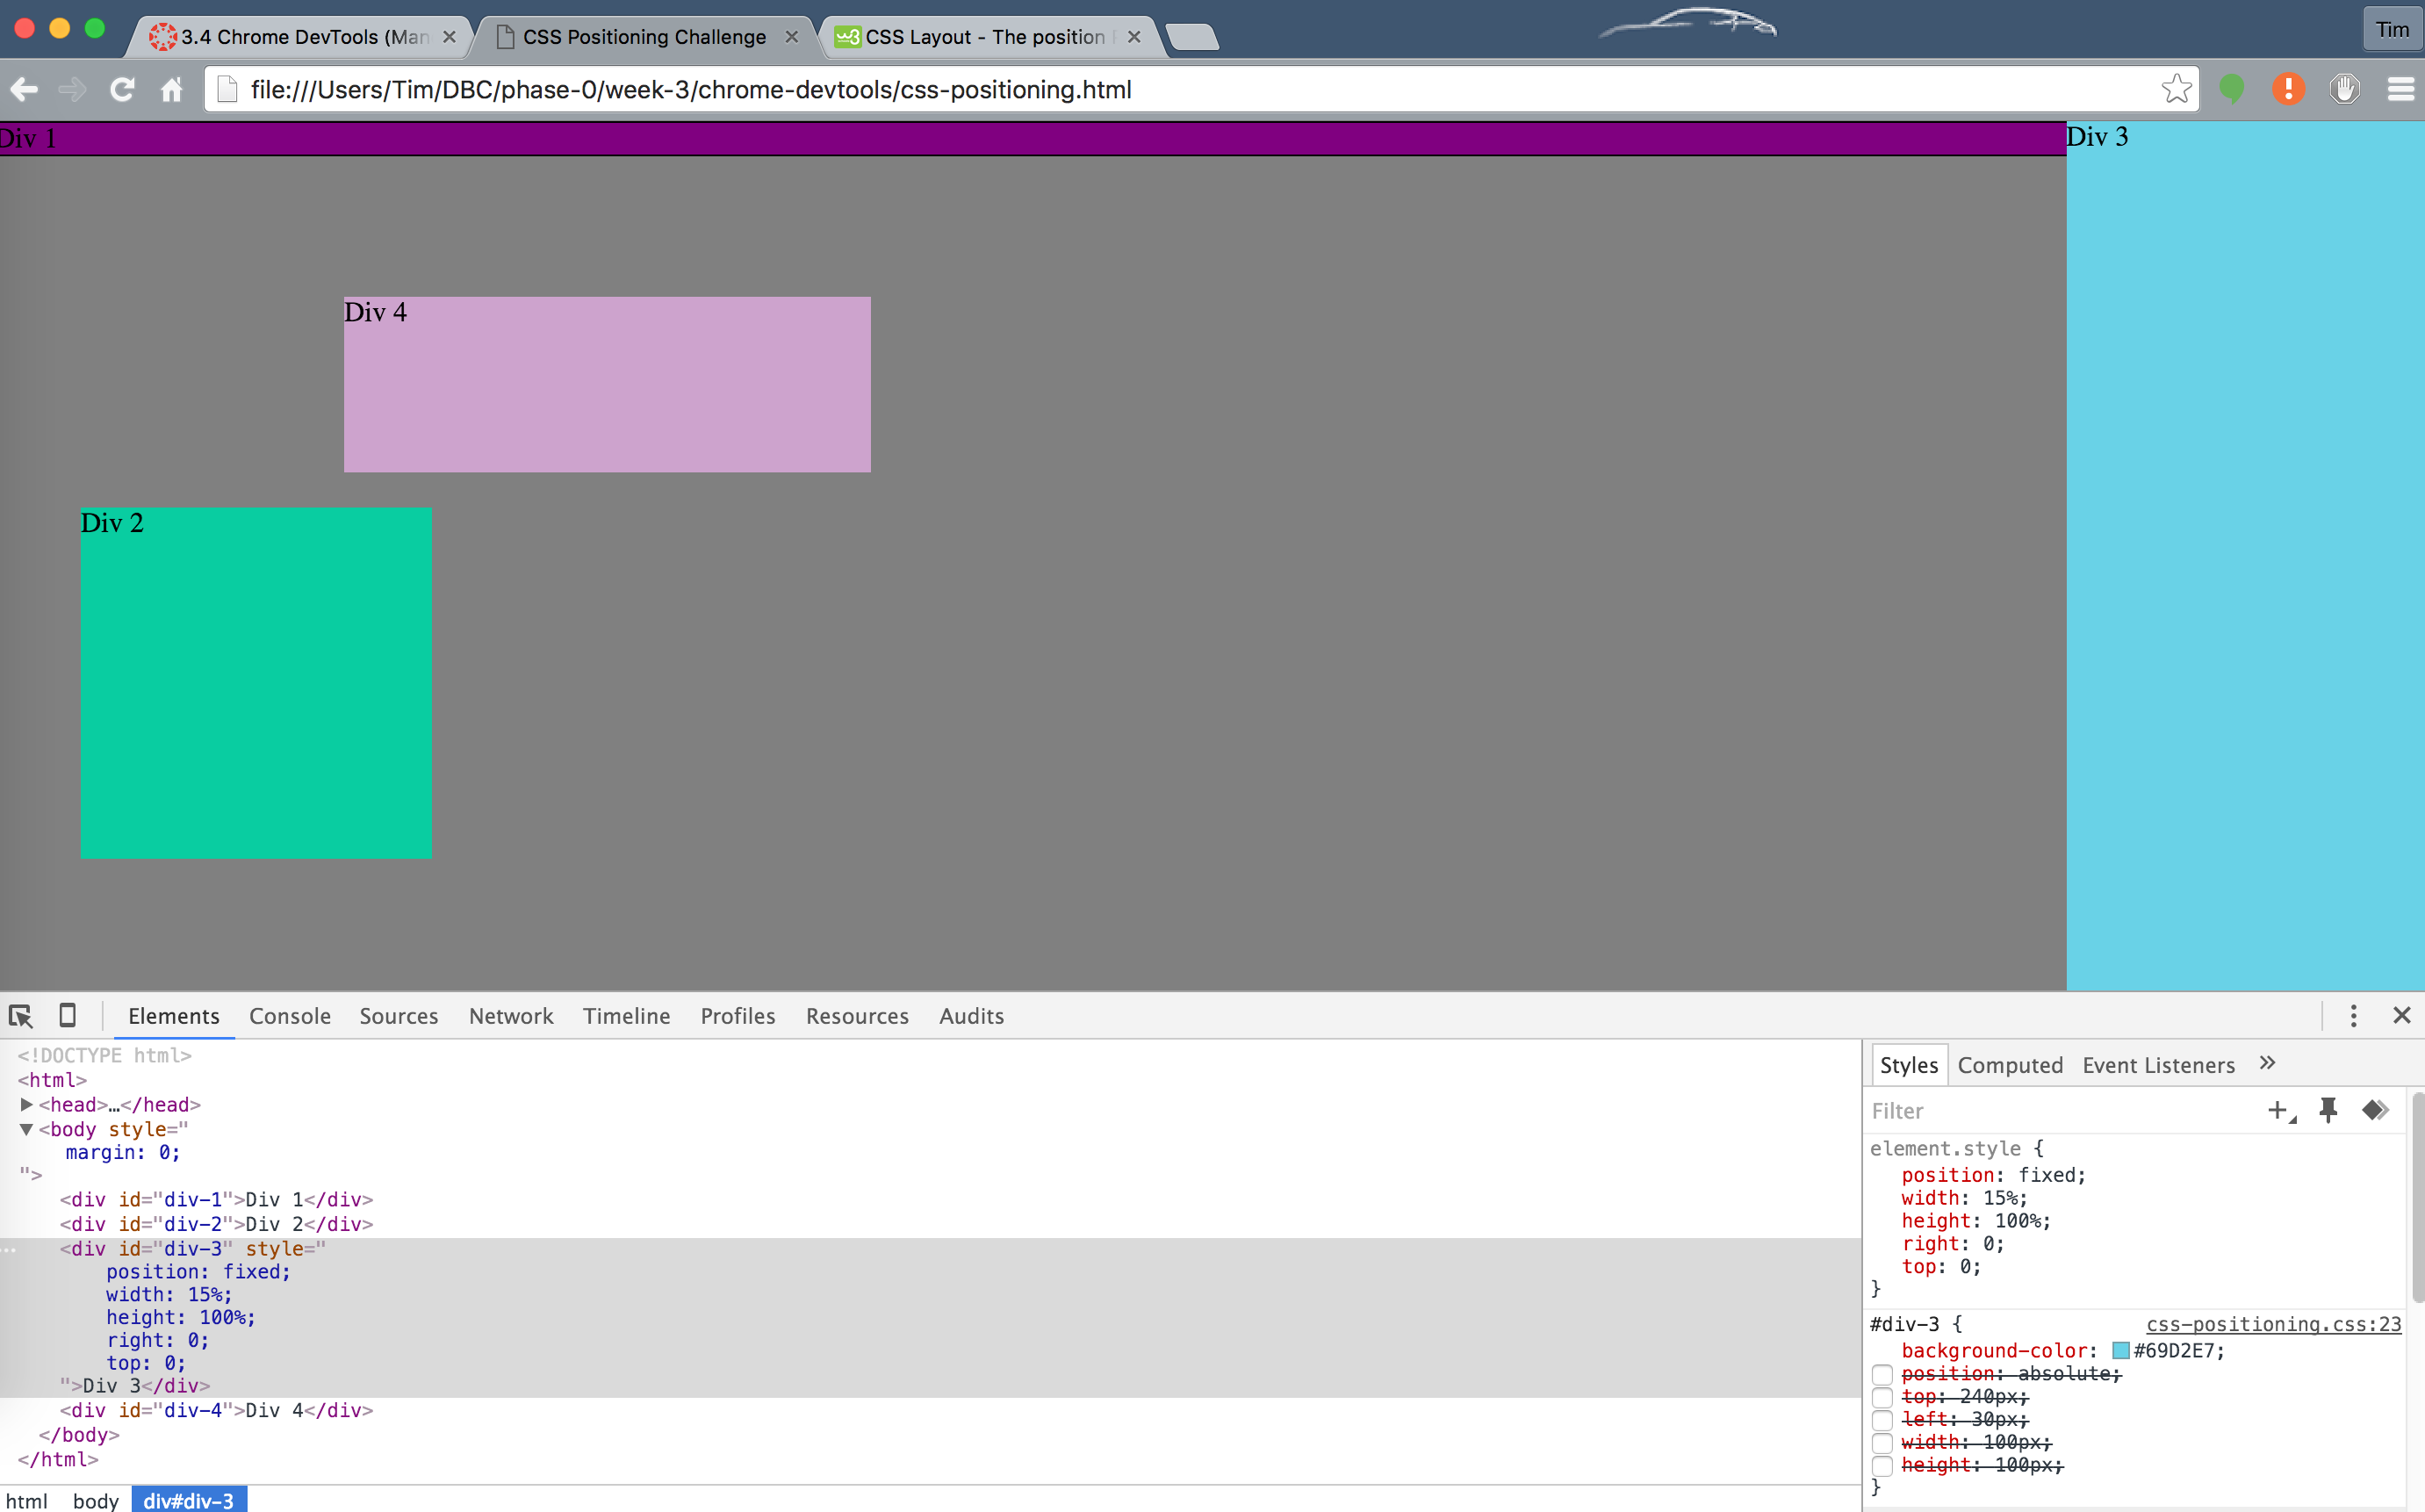 3.4 Chrome DevTools (Man
CSS Positioning Challenge
CSS Layout - The position
Tim
file:///Users/Tim/DBC/phase-0/week-3/chrome-devtools/css-positioning.html
Div 1
Div 3
Div 4
Div 2
Elements Console Sources Network Timeline Profiles Resources Audits
<!DOCTYPE html>
<html>
<head>…</head>
<body style="
margin: 0;
">
<div id="div-1">Div 1</div>
<div id="div-2">Div 2</div>
<div id="div-3" style="
position: fixed;
width: 15%;
height: 100%;
right: 0;
top: 0;
">Div 3</div>
<div id="div-4">Div 4</div>
</body>
</html>
html body div#div-3
Styles Computed Event Listeners »
Filter
element.style {
position: fixed;
width: 15%;
height: 100%;
right: 0;
top: 0;
}
#div-3 { css-positioning.css:23
background-color: #69D2E7;
position: absolute;
top: 240px;
left: 30px;
width: 100px;
height: 100px;
}